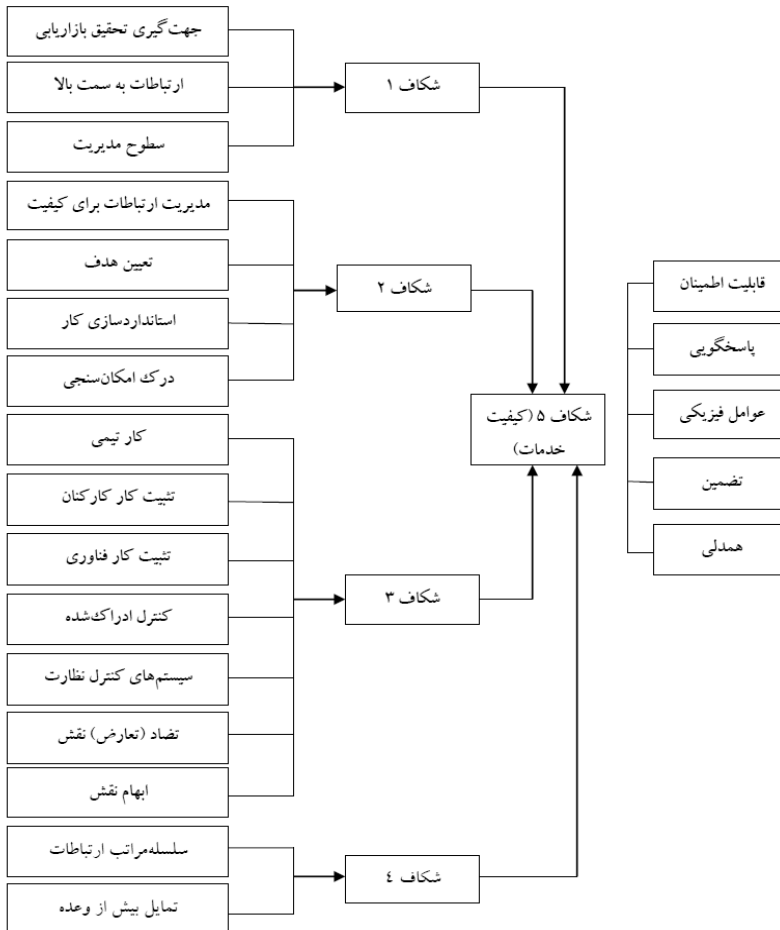 جهت‌گیری تحقیق بازاریابی
ارتباطات به سمت بالا
سطوح مدیریت
شکاف ۱
مدیریت ارتباطات برای کیفیت
تعیین هدف
استانداردسازی کار
درک امکان‌سنجی
شکاف ۲
کار تیمی
تثبیت کار کارکنان
تثبیت کار فناوری
کنترل ادراک‌شده
سیستم‌های کنترل نظارت
تضاد (تعارض) نقش
ابهام نقش
شکاف ۳
سلسله‌مراتب ارتباطات
تمایل بیش از وعده
شکاف ٤
شکاف ۵ (کیفیت
خدمات)
قابلیت اطمینان
پاسخگویی
عوامل فیزیکی
تضمین
همدلی